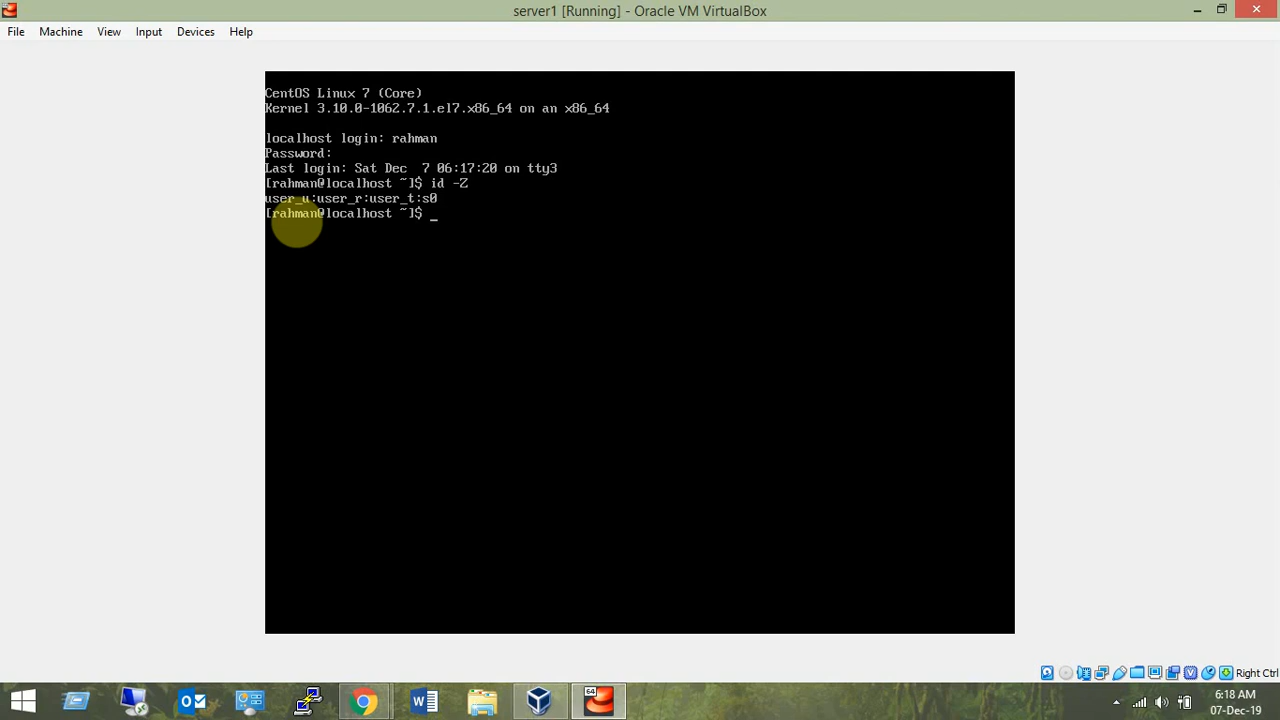 server1 [Running] - Oracle VM VirtualBox
File Machine View Input Devices Help
CentOS Linux 7 (Core)
Kernel 3.10.0-1062.7.1.el7.x86_64 on an x86_64
localhost login: rahman
Password:
Last login: Sat Dec  7 06:17:20 on tty3
[rahman@localhost ~]$ id -Z
user_u:user_r:user_t:s0
[rahman@localhost ~]$ _
Right Ctrl
64
6:18 AM
07-Dec-19